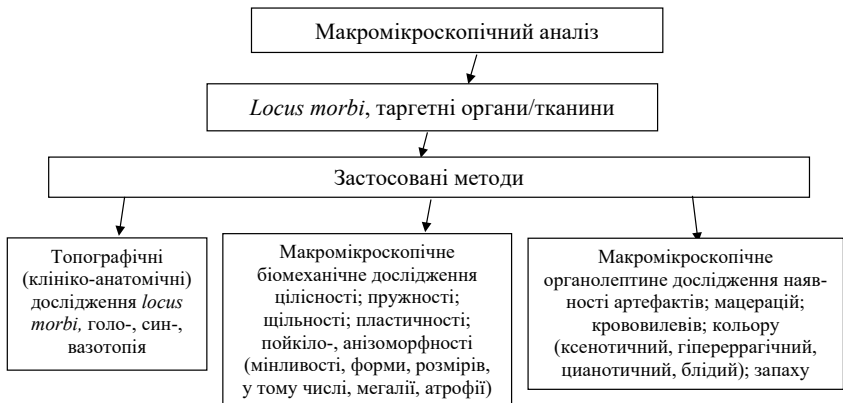 Макромікроскопічний аналіз
Locus morbi, таргетні органи/тканини
Застосовані методи
Топографічні
(клініко-анатомічні)
дослідження locus
morbi, голо-, син-,
вазотопія
Макромікроскопічне
біомеханічне дослідження
цілісності; пружності;
щільності; пластичності;
пойкіло-, анізоморфності
(мінливості, форми, розмірів,
у тому числі, мегалії, атрофії)
Макромікроскопічне
органолептине дослідження наяв-
ності артефактів; мацерацій;
крововилевів; кольору
(ксенотичний, гіпереррагічний,
цианотичний, блідий); запаху